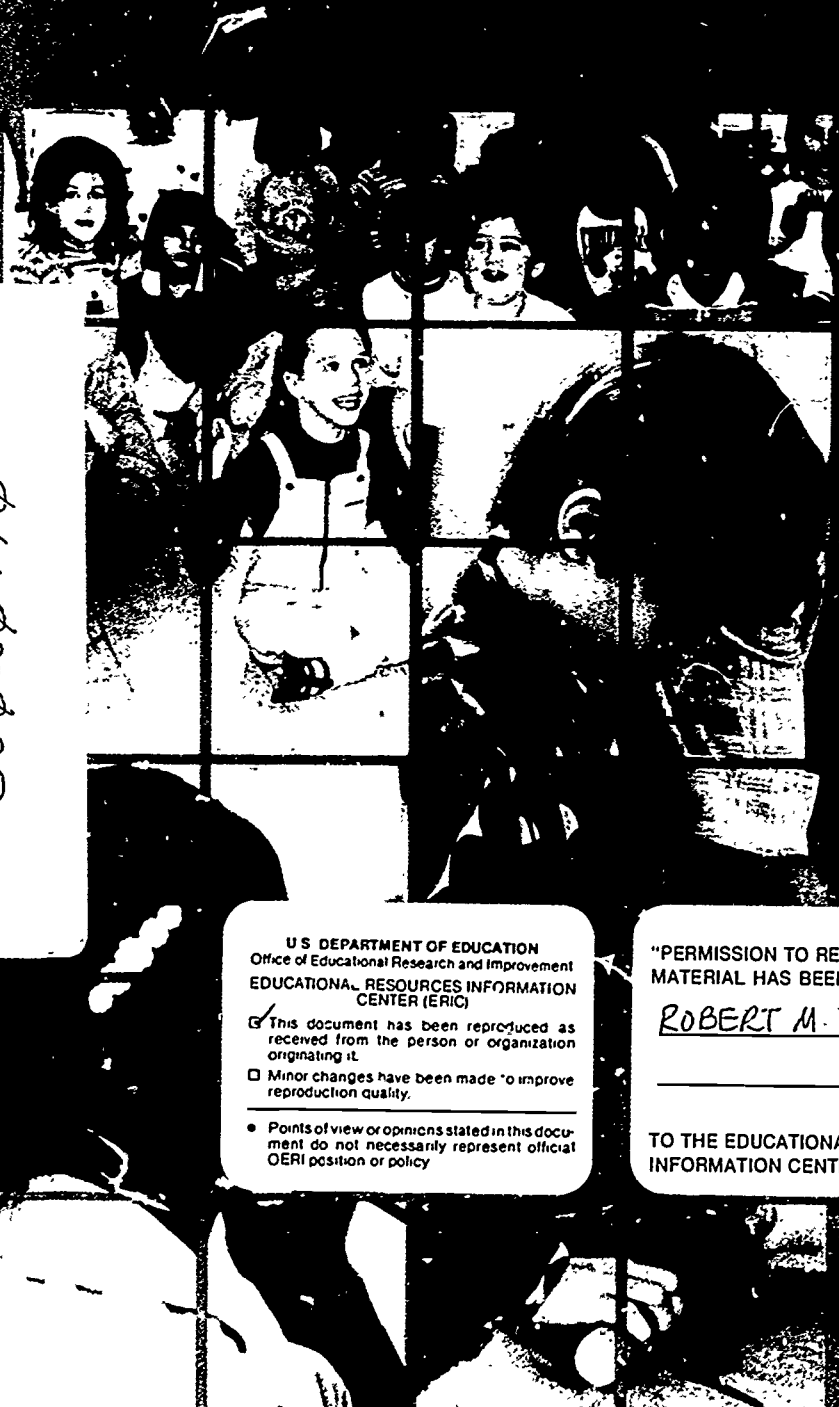 U S DEPARTMENT OF EDUCATION
Office of Educational Research and Improvement
EDUCATIONAL RESOURCES INFORMATION
CENTER (ERIC)
This document has been reproduced as
received from the person or organization
originating it.
Minor changes have been made to improve
reproduction quality.
• Points of view or opinions stated in this docu-
ment do not necessarily represent official
OERI position or policy
"PERMISSION TO RE
MATERIAL HAS BEE
ROBERT M.
TO THE EDUCATIONA
INFORMATION CENT